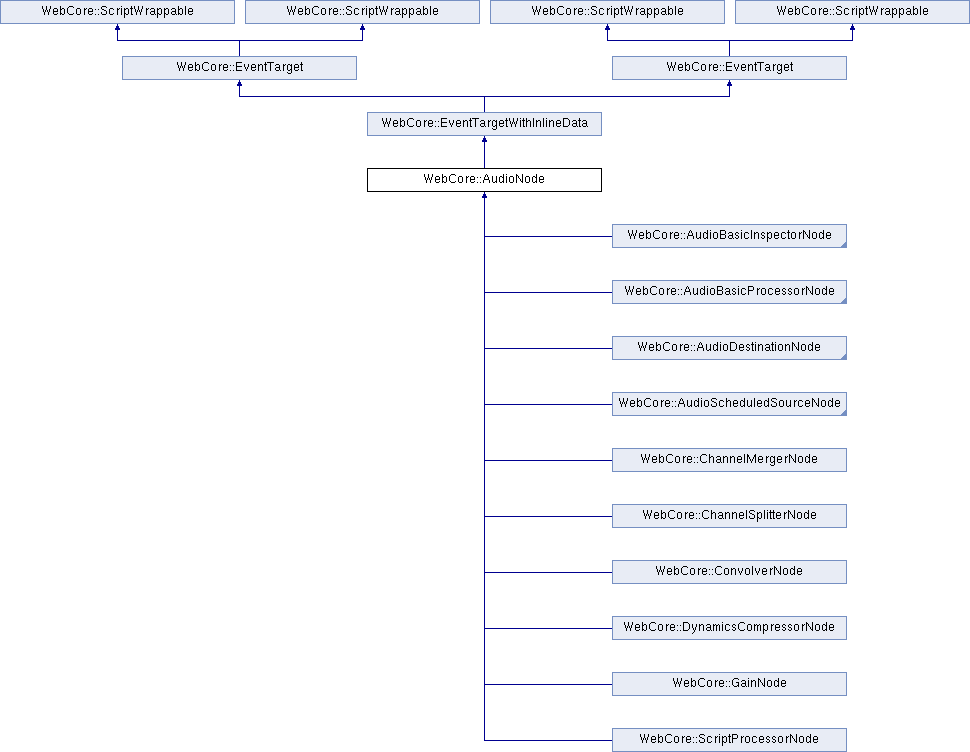 WebCore::ScriptWrappable
WebCore::ScriptWrappable
WebCore::ScriptWrappable
WebCore::ScriptWrappable
WebCore::EventTarget
WebCore::EventTarget
WebCore::EventTargetWithInlineData
WebCore::AudioNode
WebCore::AudioBasicInspectorNode
WebCore::AudioBasicProcessorNode
WebCore::AudioDestinationNode
WebCore::AudioScheduledSourceNode
WebCore::ChannelMergerNode
WebCore::ChannelSplitterNode
WebCore::ConvolverNode
WebCore::DynamicsCompressorNode
WebCore::GainNode
WebCore::ScriptProcessorNode